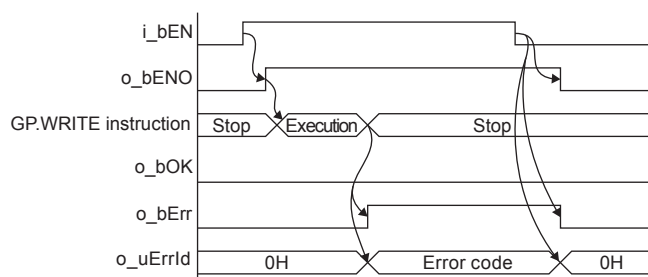 i_bEN
o_bENO
GP.WRITE instruction Stop Execution Stop
o_bOK
o_bErr
o_uErrId 0H Error code 0H